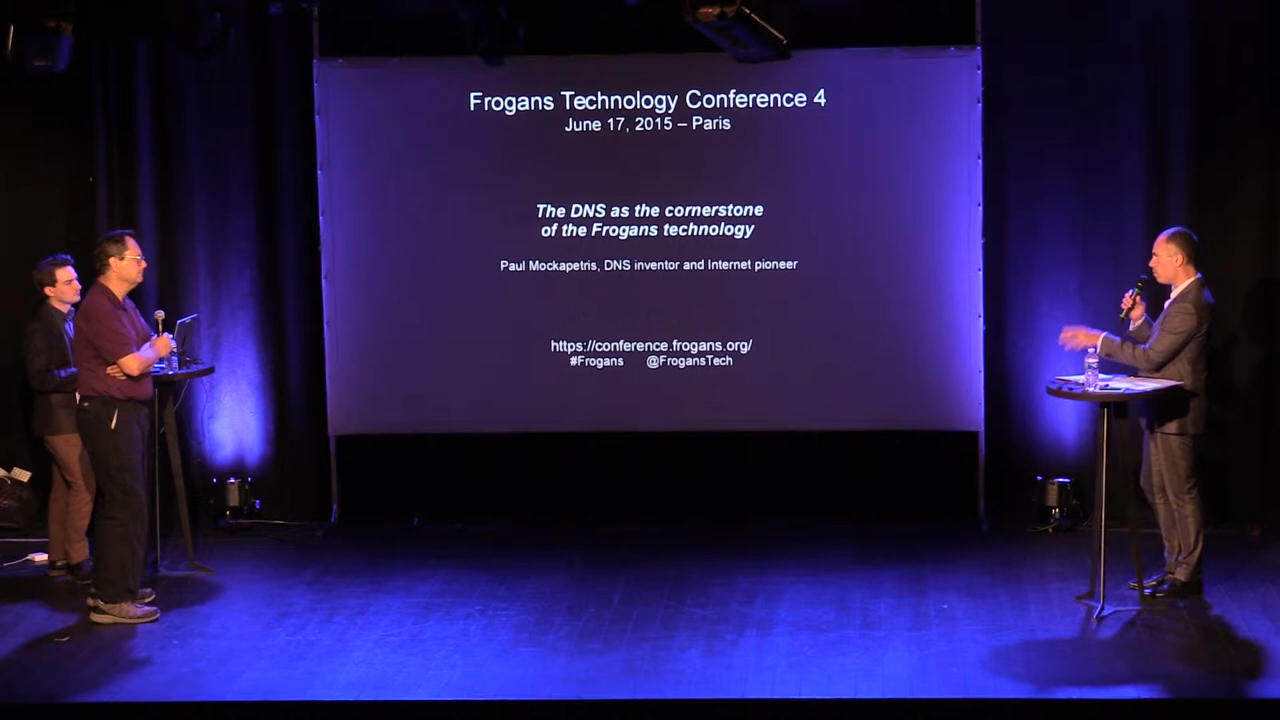 Frogans Technology Conference 4
June 17, 2015 – Paris
The DNS as the cornerstone
of the Frogans technology
Paul Mockapetris, DNS inventor and Internet pioneer
https://conference.frogans.org/
#Frogans @FrogansTech